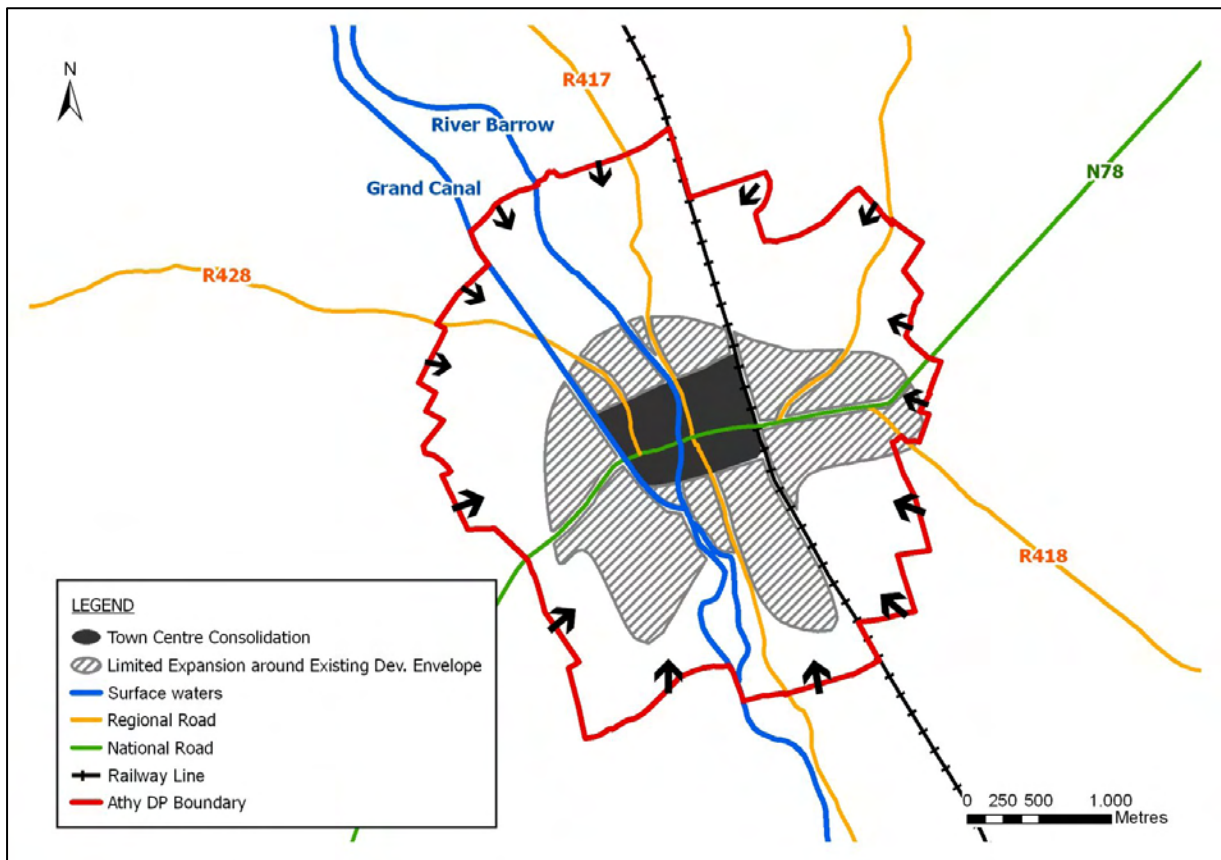 N
R417
River Barrow
N78
Grand Canal
R428
R418
LEGEND
Town Centre Consolidation
Limited Expansion around Existing Dev. Envelope
Surface waters
Regional Road
National Road
Railway Line
Athy DP Boundary
0 250 500 1.000
Metres